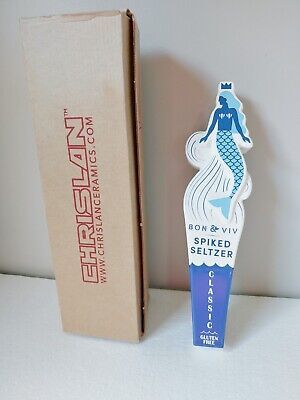 CHRISLAN™
WWW.CHRISLANCERAMICS.COM
BON & VIV
SPIKED
SELTZER
CLASSIC
GLUTEN
FREE